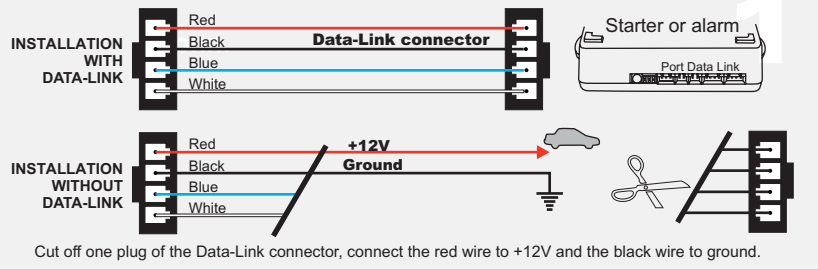 1
Red
Black
Blue
White
INSTALLATION
WITH
DATA-LINK
Data-Link connector
Starter or alarm
Port Data Link
Red
Black
Blue
White
INSTALLATION
WITHOUT
DATA-LINK
+12V
Ground
Cut off one plug of the Data-Link connector, connect the red wire to +12V and the black wire to ground.